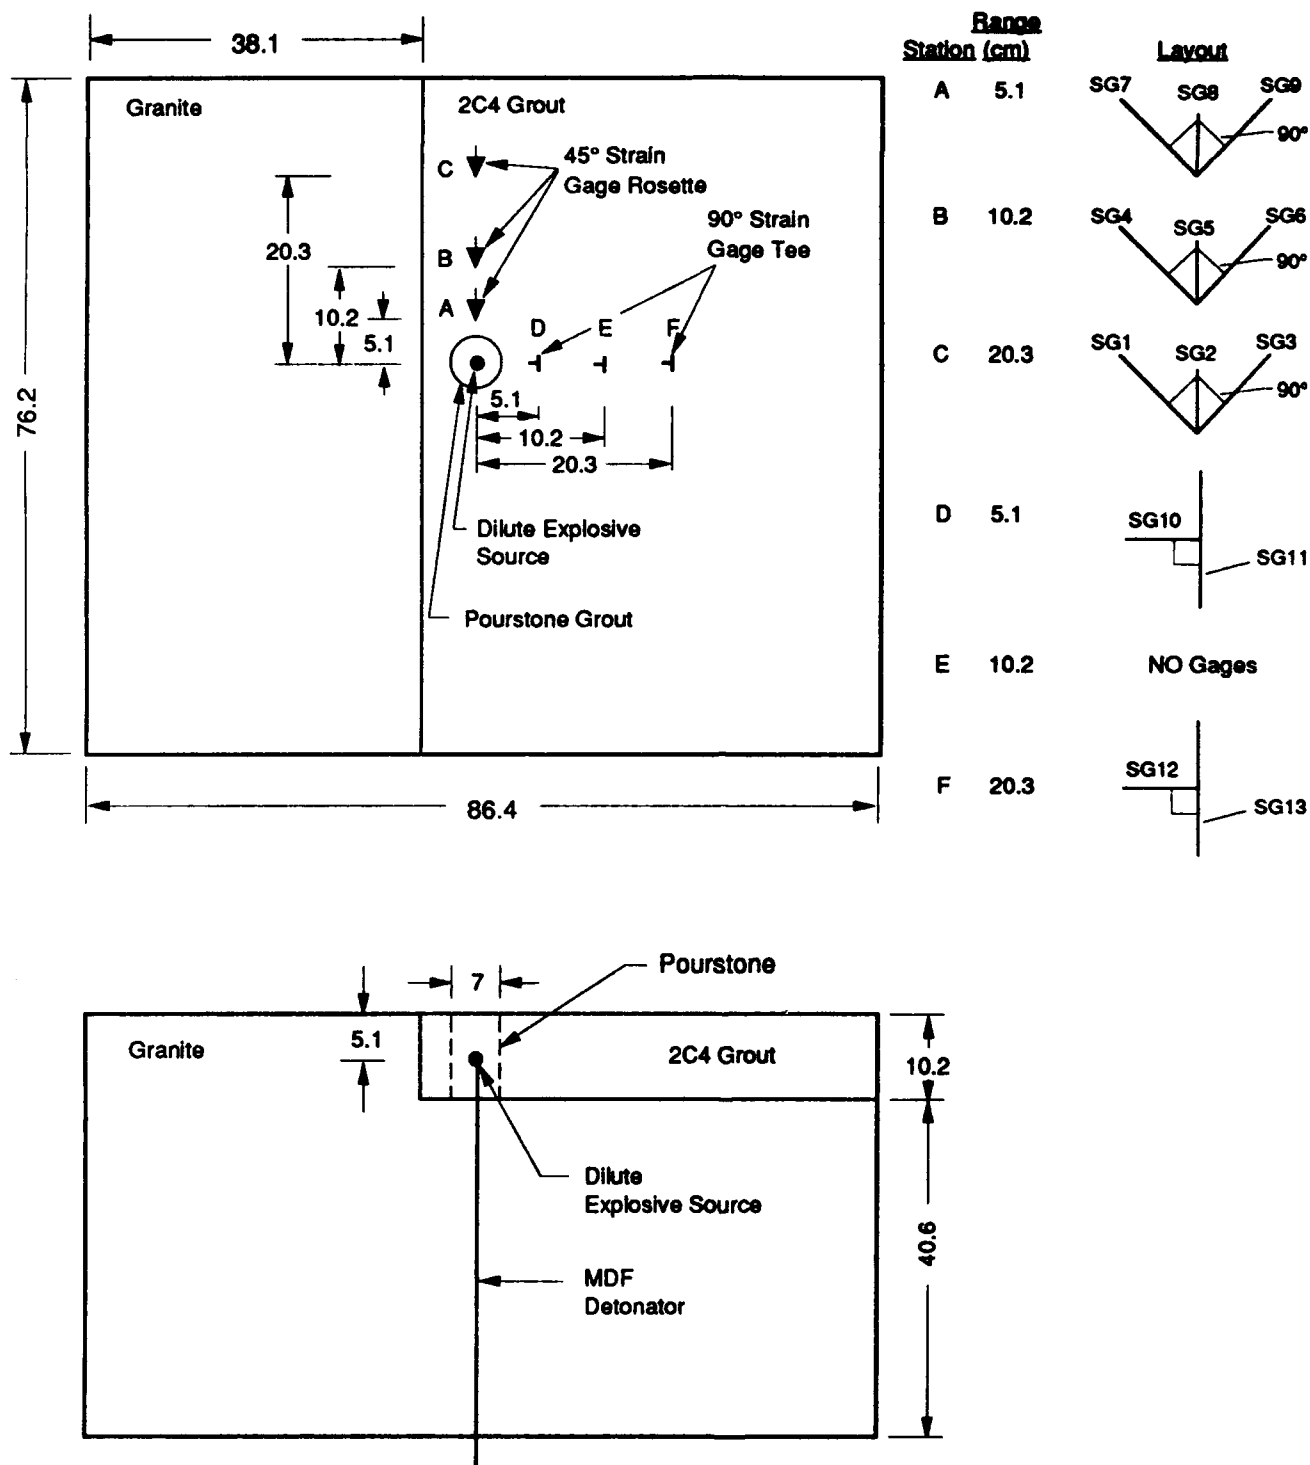 38.1
Granite
2C4 Grout
C
45° Strain
Gage Rosette
20.3
B
90° Strain
Gage Tee
10.2
A
5.1
D
E
F
76.2
5.1
10.2
20.3
Dilute Explosive
Source
Pourstone Grout
86.4
Range
Station (cm)
Layout
A 5.1
SG7
SG8
SG9
90°
B 10.2
SG4
SG5
SG6
90°
C 20.3
SG1
SG2
SG3
90°
D 5.1
SG10
SG11
E 10.2 NO Gages
F 20.3
SG12
SG13
7
Pourstone
Granite
5.1
2C4 Grout
10.2
Dilute
Explosive Source
40.6
MDF
Detonator